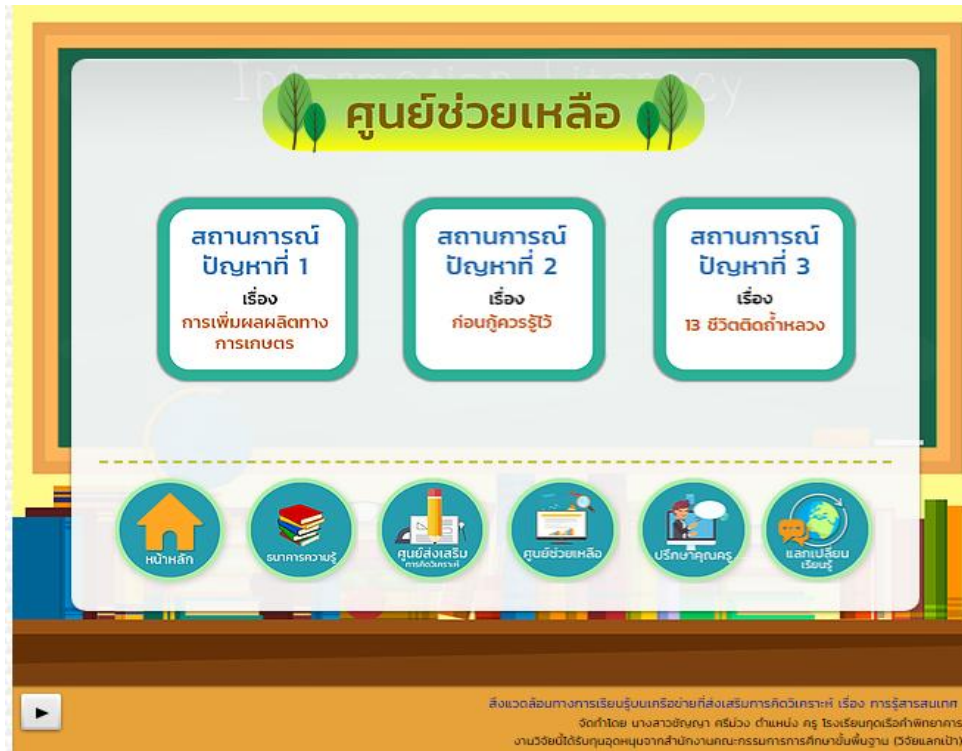 Information Literacy
ศูนย์ช่วยเหลือ
สถานการณ์
ปัญหาที่ 1
เรื่อง
การเพิ่มผลผลิตทาง
การเกษตร
สถานการณ์
ปัญหาที่ 2
เรื่อง
ก่อนกู้ควรรู้ไว้
สถานการณ์
ปัญหาที่ 3
เรื่อง
13 ชีวิตติดถ้ำหลวง
หน้าหลัก
ธนาคารความรู้
ศูนย์ส่งเสริม
การคิดวิเคราะห์
ศูนย์ช่วยเหลือ
ปรึกษาคุณครู
แลกเปลี่ยน
เรียนรู้
สิ่งแวดล้อมทางการเรียนรู้บนเครือข่ายที่ส่งเสริมการคิดวิเคราะห์ เรื่อง การรู้สารสนเทศ
จัดทำโดย นางสาวชัญญา ศรีม่วง ตำแหน่ง ครู โรงเรียนกุดเรือคำพิทยาคาร
งานวิจัยนี้ได้รับทุนอุดหนุนจากสำนักงานคณะกรรมการการศึกษาขั้นพื้นฐาน (วิจัยแลกเป้า)